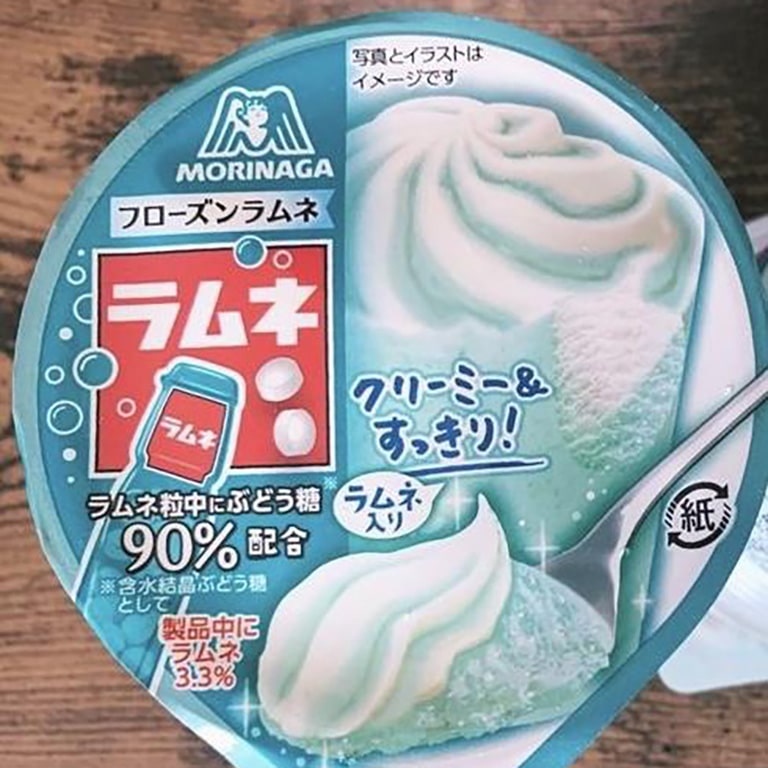 写真とイラストは
イメージです
MORINAGA
フローズンラムネ
ラムネ
ラムネ
クリーミー&
すっきり!
ラムネ粒中にぶどう糖※
90%配合
※含水結晶ぶどう糖
として
製品中に
ラムネ
3.3%
ラムネ
入り
紙